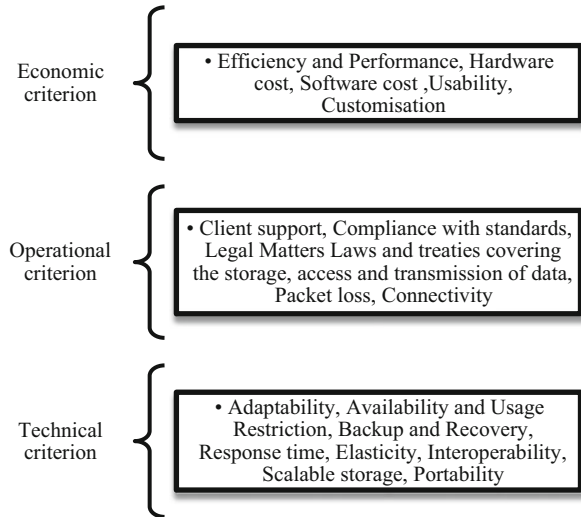 Economic
criterion
• Efficiency and Performance, Hardware
cost, Software cost ,Usability,
Customisation
Operational
criterion
• Client support, Compliance with standards,
Legal Matters Laws and treaties covering
the storage, access and transmission of data,
Packet loss, Connectivity
Technical
criterion
• Adaptability, Availability and Usage
Restriction, Backup and Recovery,
Response time, Elasticity, Interoperability,
Scalable storage, Portability